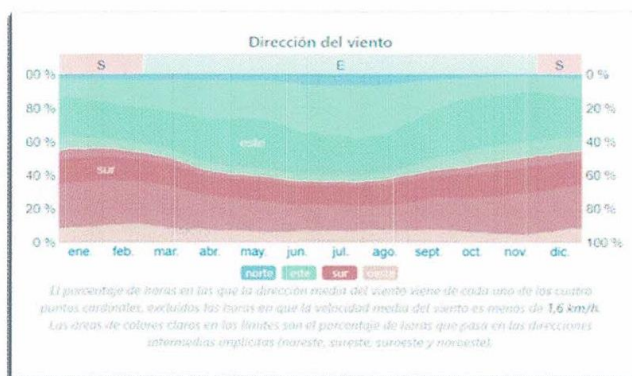 Dirección del viento
S E S
00 % 0 %
80 % 20 %
60 % 40 %
40 % 60 %
20 % 80 %
0 % 100 %
este
sur
ene. feb. mar. abr. may. jun. jul. ago. sept. oct. nov. dic.
norte este sur oeste
El porcentaje de horas en las que la dirección media del viento viene de cada uno de los cuatro
puntos cardinales, excluidos las horas en que la velocidad media del viento es menos de 1,6 km/h.
Las áreas de colores claros en los límites son el porcentaje de horas que pasa en las direcciones
intermedias implícitas (noreste, sureste, suroeste y noroeste).